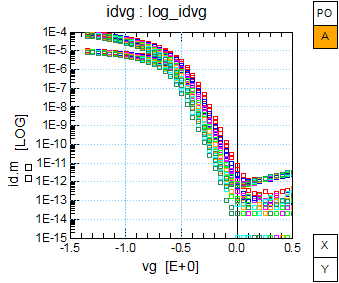 idvg : log_idvg
PO
A
1E-4
1E-5
1E-6
1E-7
1E-8
1E-9
1E-10
1E-11
1E-12
1E-13
1E-14
1E-15
id.m [LOG]
-1.5 -1.0 -0.5 0.0 0.5
vg [E+0]
X
Y